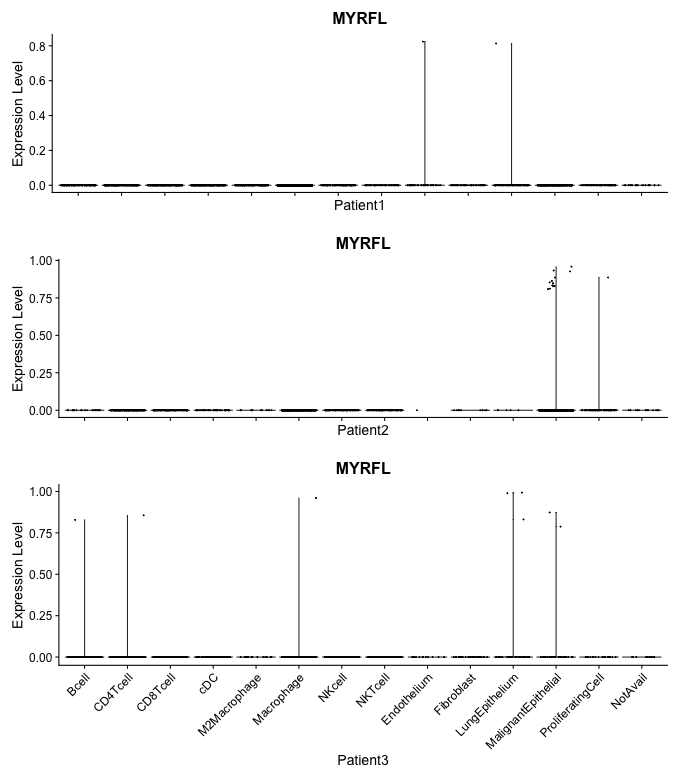 MYRFL
Expression Level
0.8
0.6
0.4
0.2
0.0
Patient1
MYRFL
Expression Level
1.00
0.75
0.50
0.25
0.00
Patient2
MYRFL
Expression Level
1.00
0.75
0.50
0.25
0.00
Bcell
CD4Tcell
CD8Tcell
cDC
M2Macrophage
Macrophage
NKcell
NKTcell
Endothelium
Fibroblast
LungEpithelium
MalignantEpithelial
ProliferatingCell
NotAvail
Patient3